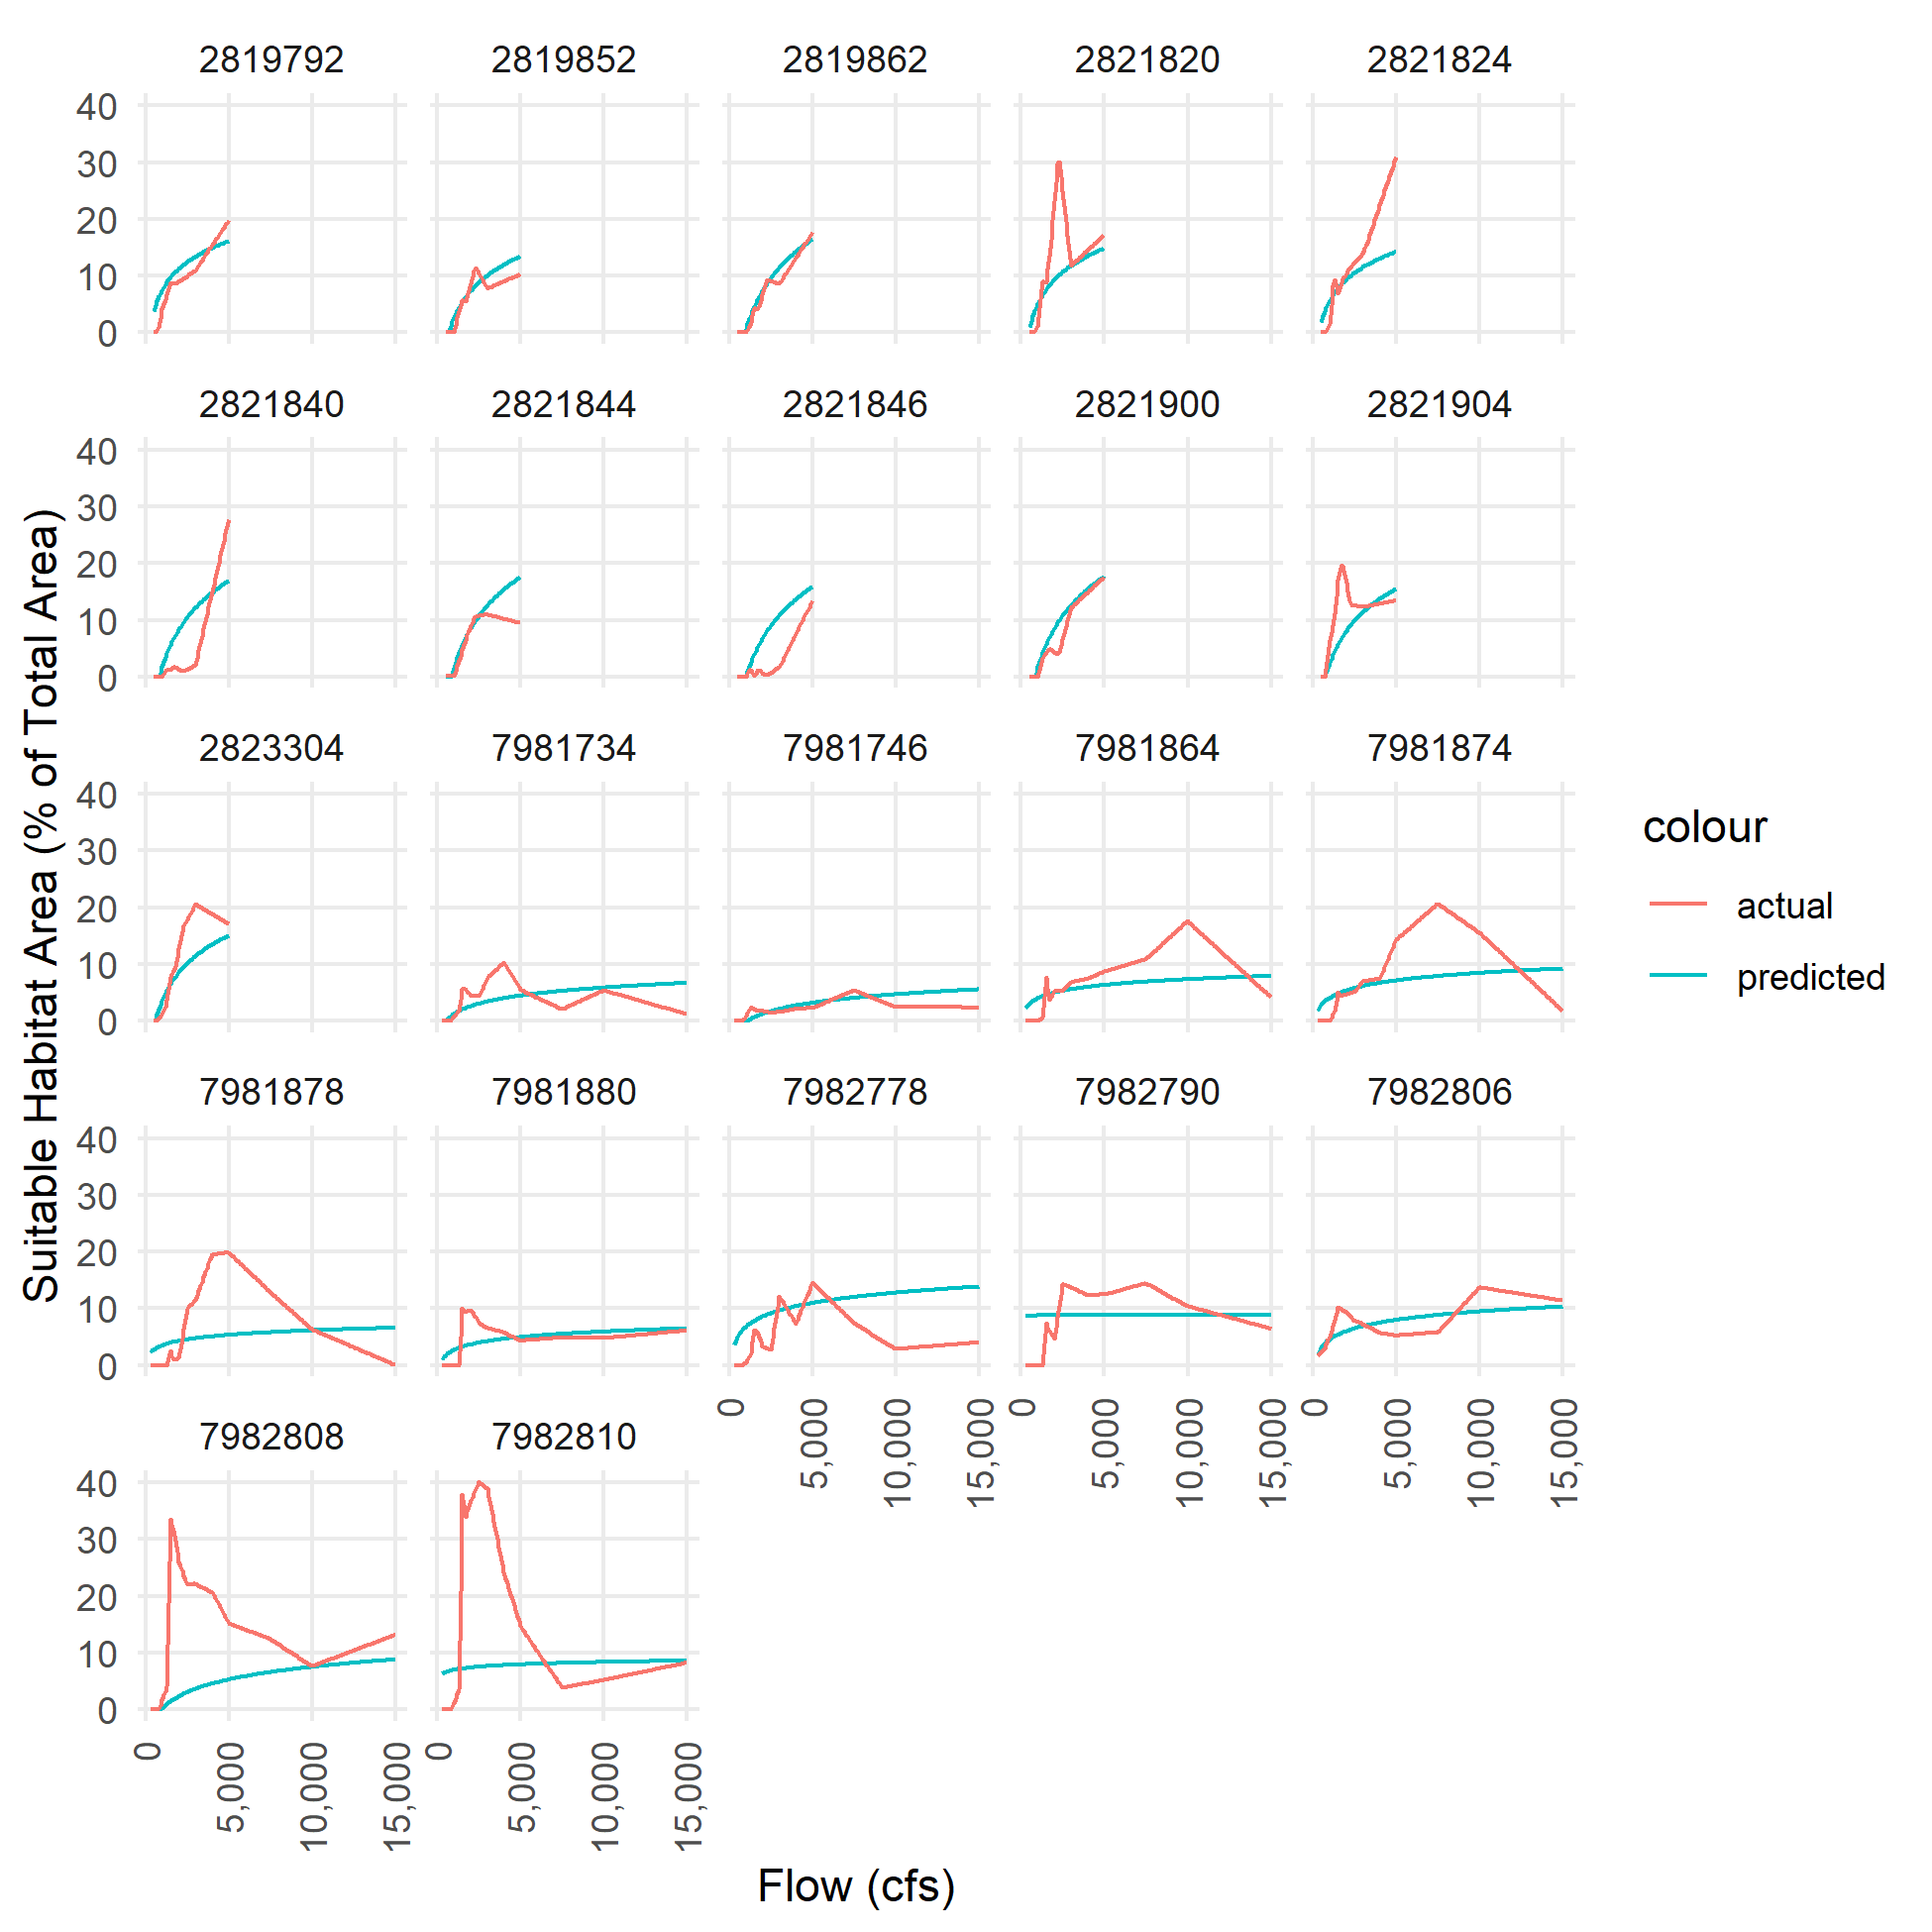 2819792 2819852 2819862 2821820 2821824
40
30
20
10
0
2821840 2821844 2821846 2821900 2821904
40
30
20
10
0
Suitable Habitat Area (% of Total Area)
2823304 7981734 7981746 7981864 7981874
40
30
20
10
0
colour
actual
predicted
7981878 7981880 7982778 7982790 7982806
40
30
20
10
0
0 5,000 10,000 15,000 0 5,000 10,000 15,000 0 5,000 10,000 15,000
7982808 7982810
40
30
20
10
0
0 5,000 10,000 15,000 0 5,000 10,000 15,000
Flow (cfs)